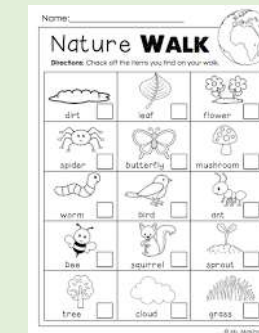 Name:
Nature WALK
Directions: Check off the items you find on your walk.
dirt leaf flower
spider butterfly mushroom
worm bird ant
bee squirrel sprout
tree cloud grass